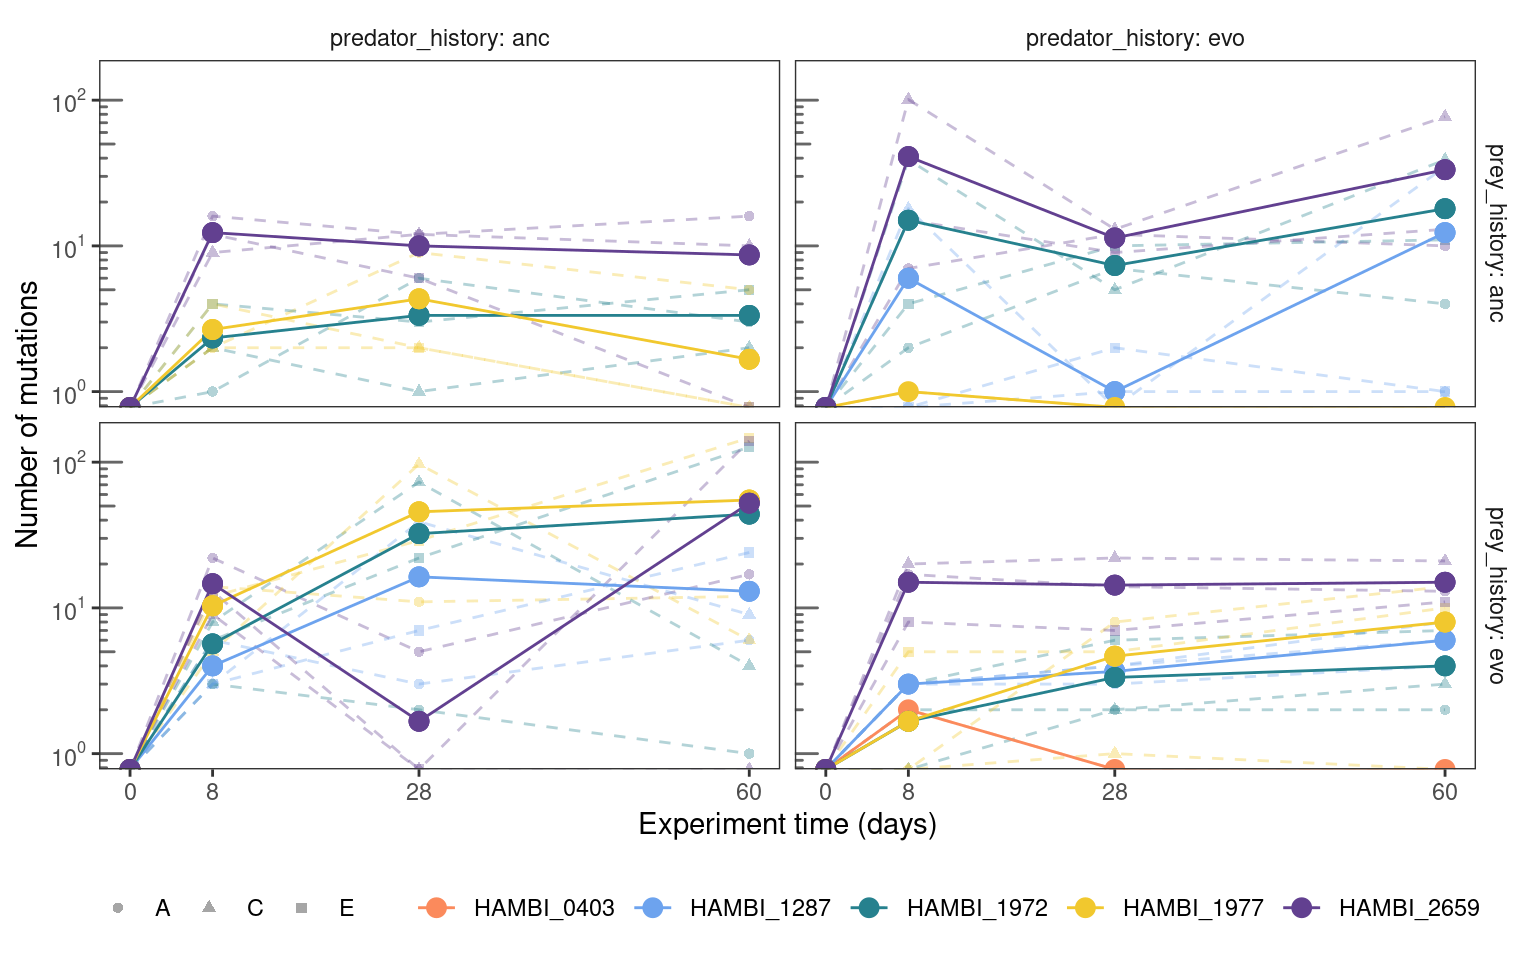 predator_history: anc
predator_history: evo
10²
10¹
10⁰
prey_history: anc
Number of mutations
10²
10¹
10⁰
prey_history: evo
0 8 28 60
0 8 28 60
Experiment time (days)
A C E HAMBI_0403 HAMBI_1287 HAMBI_1972 HAMBI_1977 HAMBI_2659